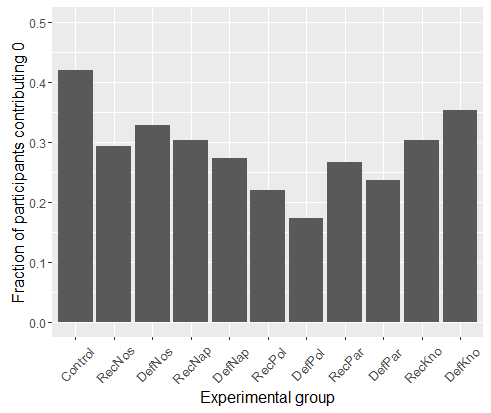 Fraction of participants contributing 0
0.5
0.4
0.3
0.2
0.1
0.0
Control RecNos DefNos RecNap DefNap RecPol DefPol RecPar DefPar RecKno DefKno
Experimental group